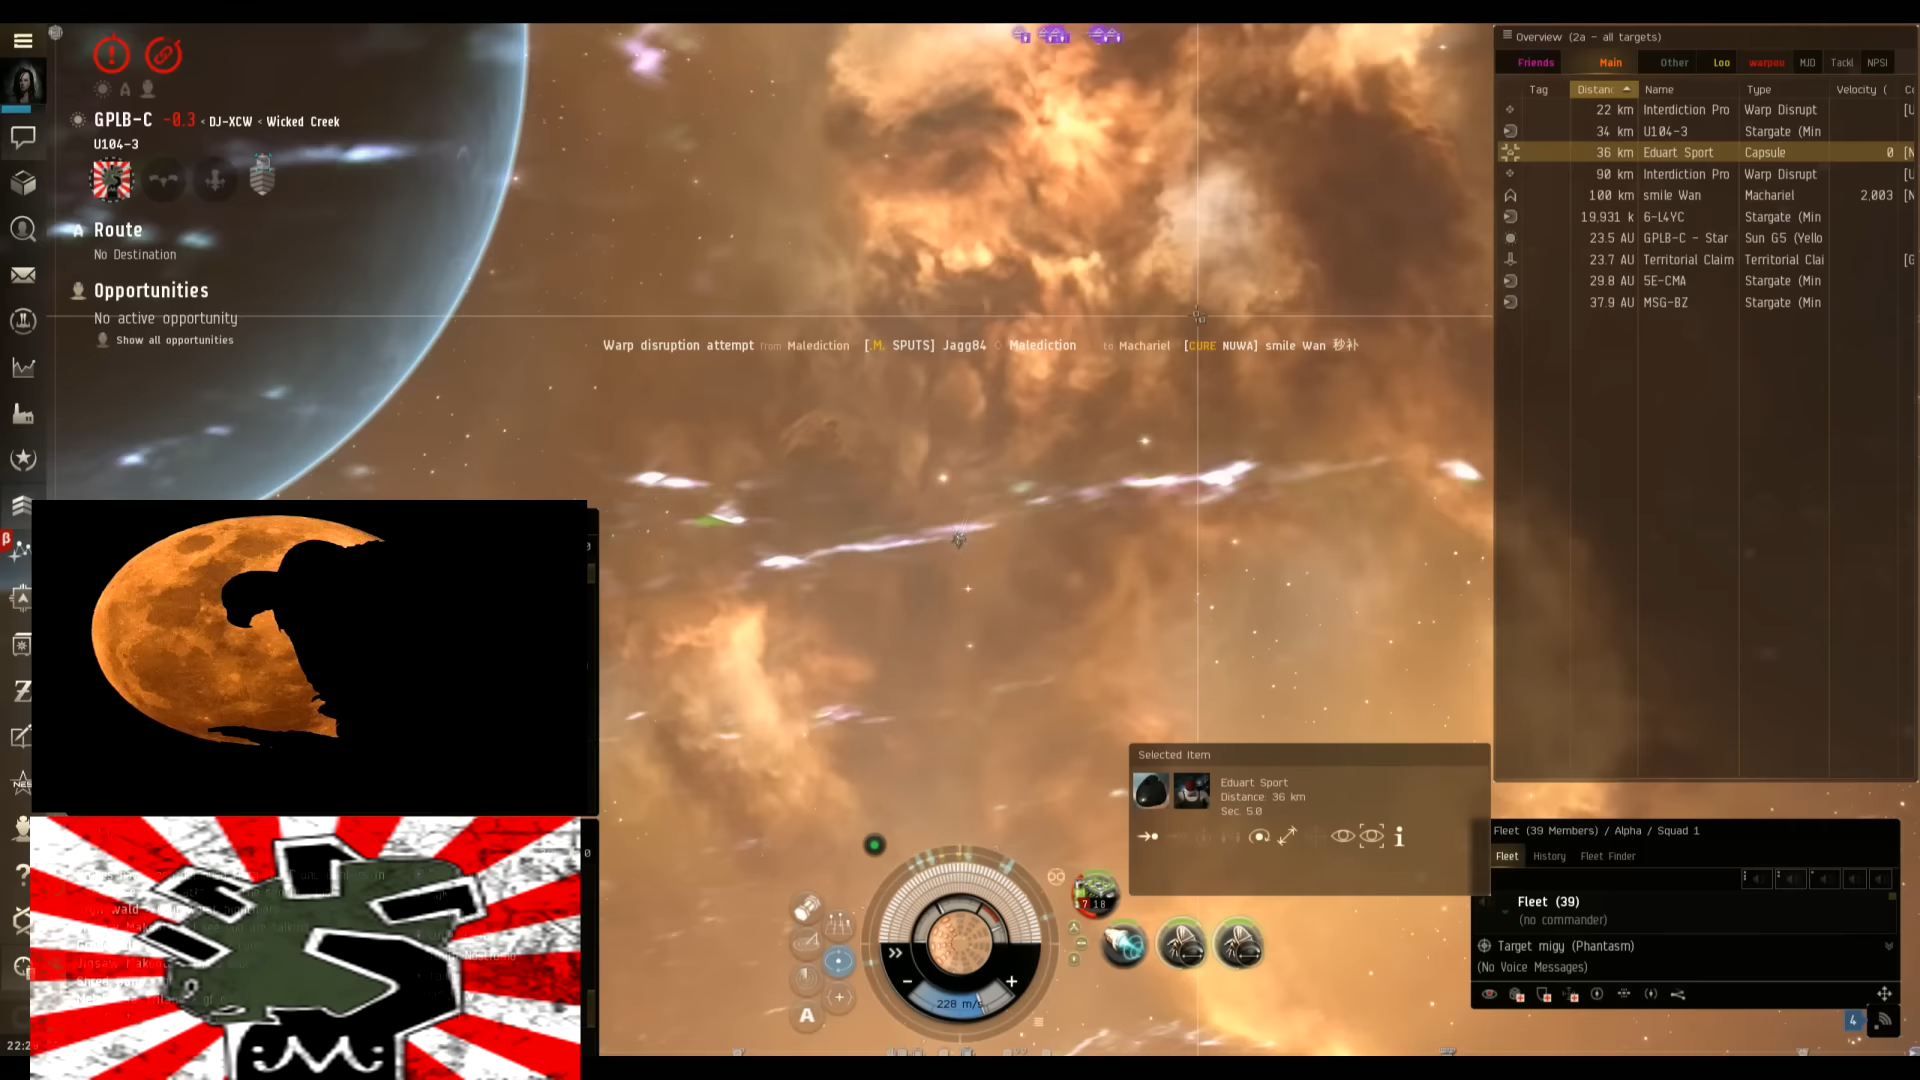 GPLB-C -0.3 < DJ-XCW < Wicked Creek
U104-3
Route
No Destination
Opportunities
No active opportunity
Show all opportunities
Warp disruption attempt from Malediction [.M. SPUTS] Jagg84 Malediction to Machariel [CURE NUWA] smile Wan 秒补
Overview (2a - all targets)
Friends Main Other Loo warpou MJD Tackl NPSI
Tag Distanc Name Type Velocity (
22 km Interdiction Pro Warp Disrupt [U
34 km U104-3 Stargate (Min
36 km Eduart Sport Capsule 0 [N
90 km Interdiction Pro Warp Disrupt [U
100 km smile Wan Machariel 2,003 [N
19,931 k 6-L4YC Stargate (Min
23.5 AU GPLB-C - Star Sun G5 (Yello
23.7 AU Territorial Claim Territorial Clai [G
29.8 AU 5E-CMA Stargate (Min
37.9 AU MSG-BZ Stargate (Min
Selected Item
Eduart Sport
Distance: 36 km
Sec. 5.0
Fleet (39 Members) / Alpha / Squad 1
Fleet History Fleet Finder
Fleet (39)
(no commander)
Target migy (Phantasm)
(No Voice Messages)
4
17 18
228 m/s
A
β
:M: